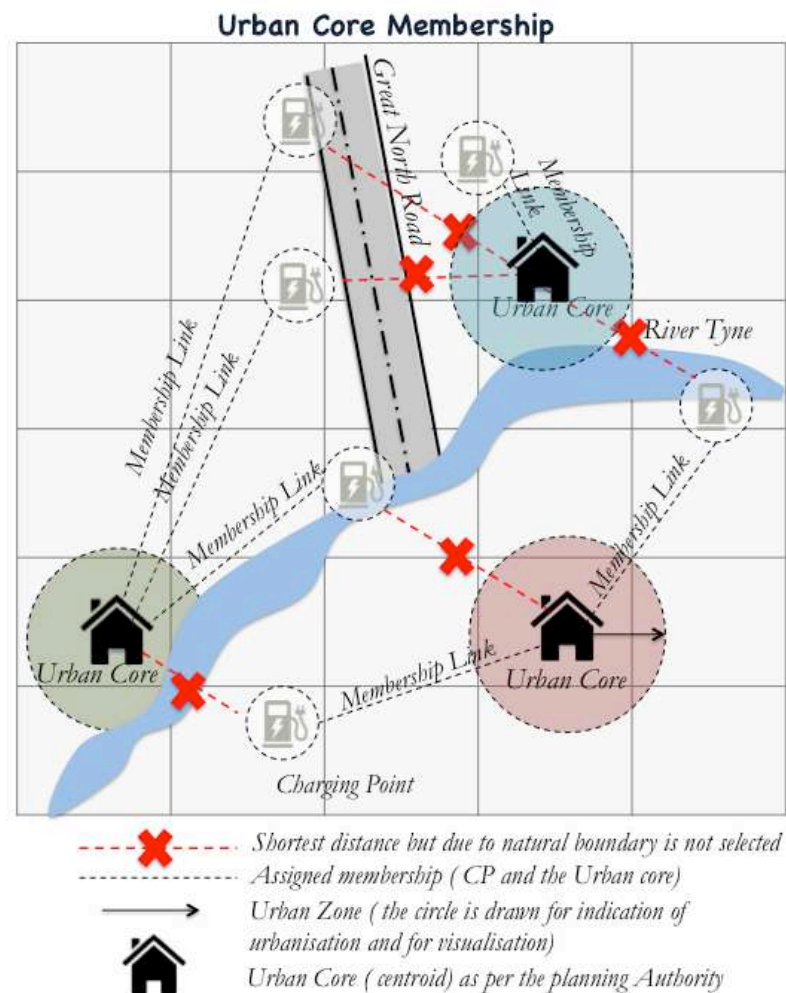 Urban Core Membership
Great North Road
Membership
Link
Urban Core
River Tyne
Membership Link
Membership Link
Membership Link
Membership Link
Urban Core
Membership Link
Urban Core
Charging Point
Shortest distance but due to natural boundary is not selected
Assigned membership ( CP and the Urban core)
Urban Zone ( the circle is drawn for indication of
urbanisation and for visualisation)
Urban Core ( centroid) as per the planning Authority